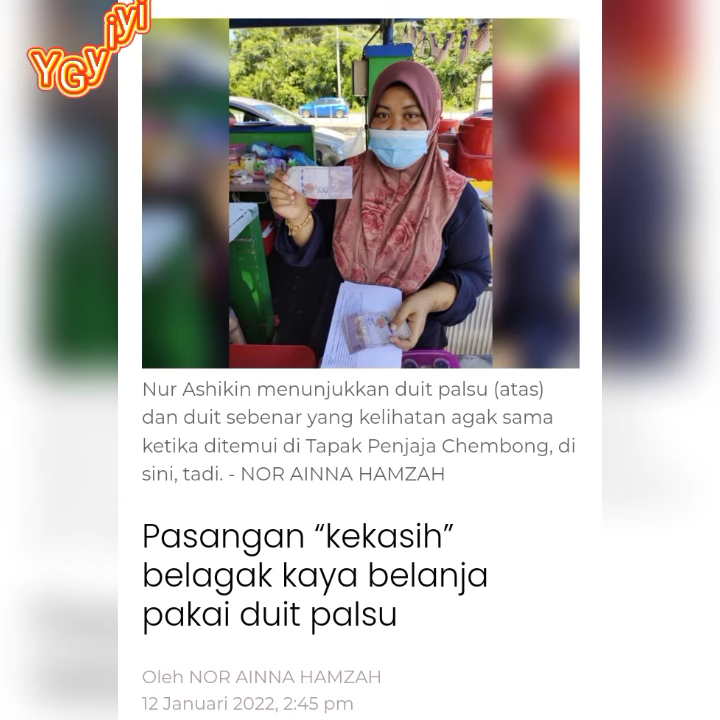 YGyiyi
100
Nur Ashikin menunjukkan duit palsu (atas)
dan duit sebenar yang kelihatan agak sama
ketika ditemui di Tapak Penjaja Chembong, di
sini, tadi. - NOR AINNA HAMZAH
Pasangan “kekasih”
belagak kaya belanja
pakai duit palsu
Oleh NOR AINNA HAMZAH
12 Januari 2022, 2:45 pm